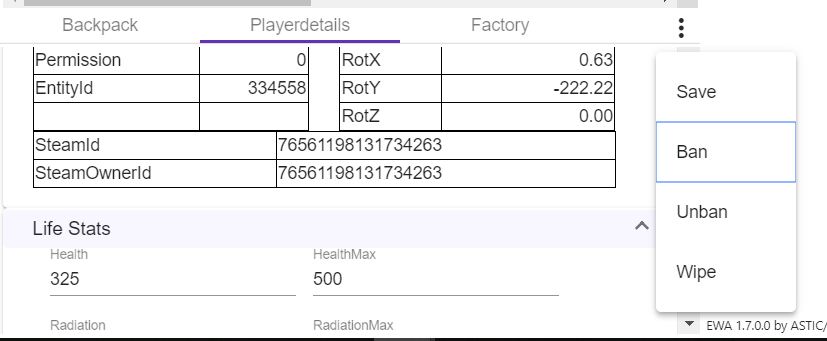 Backpack Playerdetails Factory
Permission 0 RotX 0.63
EntityId 334558 RotY -222.22
RotZ 0.00
SteamId 76561198131734263
SteamOwnerId 76561198131734263
Life Stats
Health HealthMax
325 500
Radiation RadiationMax
Save
Ban
Unban
Wipe
EWA 1.7.0.0 by ASTIC/